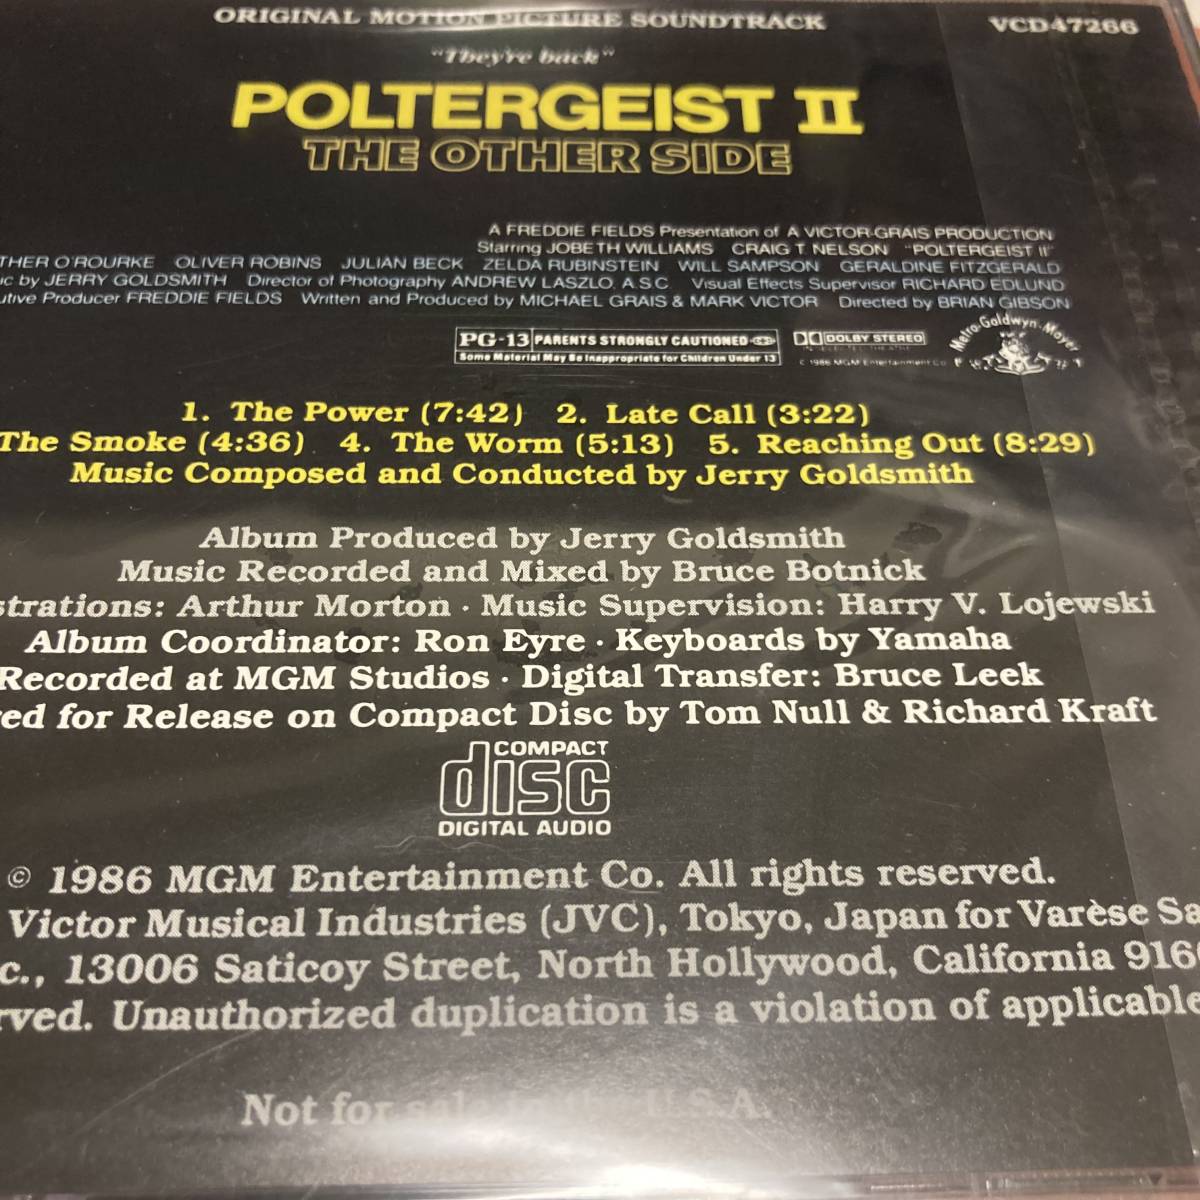 ORIGINAL MOTION PICTURE SOUNDTRACK VCD47266
"They're back"
POLTERGEIST II
THE OTHER SIDE
A FREDDIE FIELDS Presentation of A VICTOR-GRAIS PRODUCTION
Starring JOBETH WILLIAMS CRAIG T. NELSON "POLTERGEIST II"
THER O'ROURKE OLIVER ROBINS JULIAN BECK ZELDA RUBINSTEIN WILL SAMPSON GERALDINE FITZGERALD
ic by JERRY GOLDSMITH Director of Photography ANDREW LASZLO, A.S.C. Visual Effects Supervisor RICHARD EDLUND
utive Producer FREDDIE FIELDS Written and Produced by MICHAEL GRAIS & MARK VICTOR Directed by BRIAN GIBSON
PG-13 PARENTS STRONGLY CAUTIONED
Some Material May Be Inappropriate for Children Under 13
DOLBY STEREO
© 1986 MGM Entertainment Co.
Metro-Goldwyn-Mayer
1. The Power (7:42) 2. Late Call (3:22)
The Smoke (4:36) 4. The Worm (5:13) 5. Reaching Out (8:29)
Music Composed and Conducted by Jerry Goldsmith
Album Produced by Jerry Goldsmith
Music Recorded and Mixed by Bruce Botnick
strations: Arthur Morton · Music Supervision: Harry V. Lojewski
Album Coordinator: Ron Eyre · Keyboards by Yamaha
Recorded at MGM Studios · Digital Transfer: Bruce Leek
red for Release on Compact Disc by Tom Null & Richard Kraft
COMPACT
disc
DIGITAL AUDIO
© 1986 MGM Entertainment Co. All rights reserved.
Victor Musical Industries (JVC), Tokyo, Japan for Varèse Sa
c., 13006 Saticoy Street, North Hollywood, California 916
rved. Unauthorized duplication is a violation of applicable
Not for sale in the U.S.A.